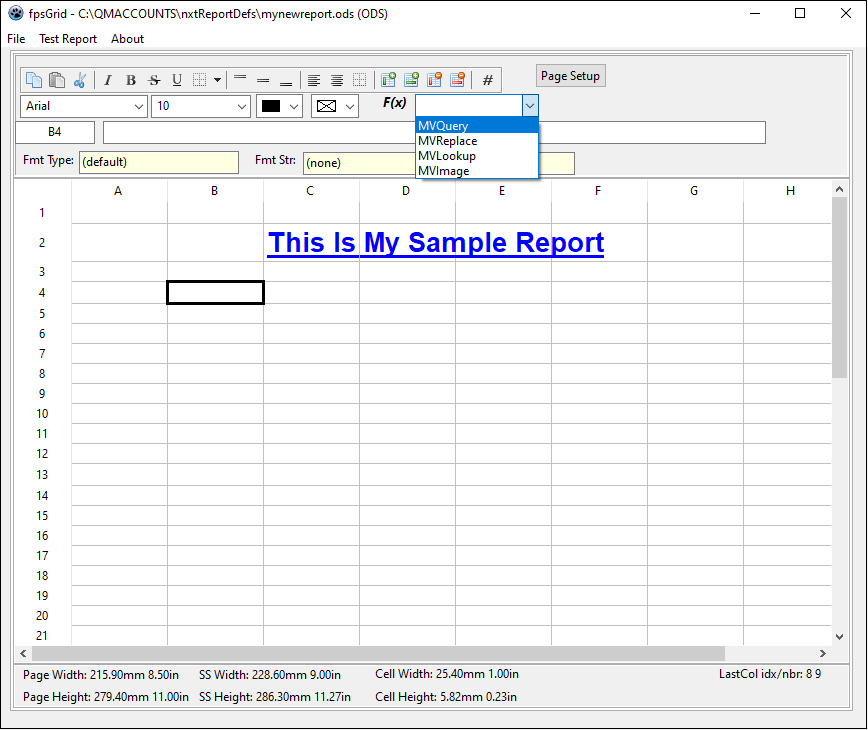 fpsGrid - C:\QMACCOUNTS\nxtReportDefs\mynewreport.ods (ODS)
File Test Report About
I B S U # Page Setup
Arial 10 F(x)
B4
MVQuery
MVReplace
MVLookup
MVImage
Fmt Type: (default) Fmt Str: (none)
A B C D E F G H
1
2 This Is My Sample Report
3
4
5
6
7
8
9
10
11
12
13
14
15
16
17
18
19
20
21
Page Width: 215.90mm 8.50in SS Width: 228.60mm 9.00in Cell Width: 25.40mm 1.00in LastCol idx/nbr: 8 9
Page Height: 279.40mm 11.00in SS Height: 286.30mm 11.27in Cell Height: 5.82mm 0.23in